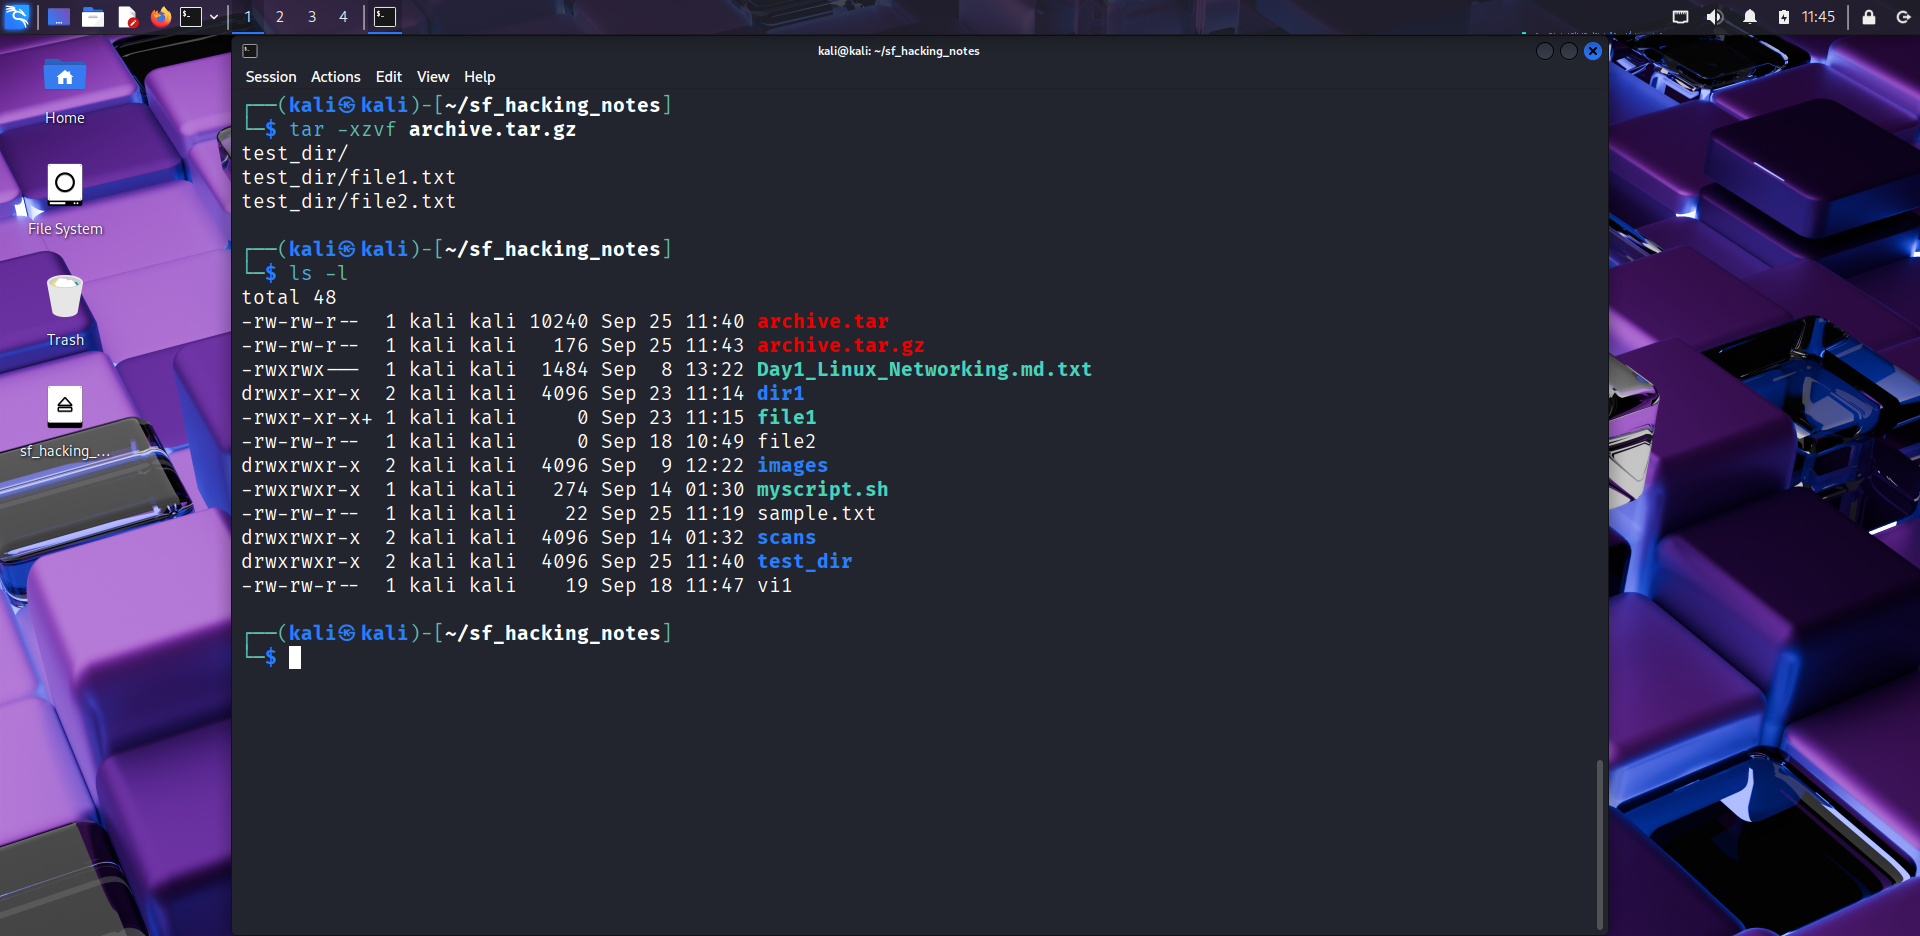 1 2 3 4
11:45
kali@kali: ~/sf_hacking_notes
Session Actions Edit View Help
Home
File System
Trash
sf_hacking_...
┌──(kali㉿kali)-[~/sf_hacking_notes]
└─$ tar -xzvf archive.tar.gz
test_dir/
test_dir/file1.txt
test_dir/file2.txt
┌──(kali㉿kali)-[~/sf_hacking_notes]
└─$ ls -l
total 48
-rw-rw-r-- 1 kali kali 10240 Sep 25 11:40 archive.tar
-rw-rw-r-- 1 kali kali 176 Sep 25 11:43 archive.tar.gz
-rwxrwx--- 1 kali kali 1484 Sep 8 13:22 Day1_Linux_Networking.md.txt
drwxr-xr-x 2 kali kali 4096 Sep 23 11:14 dir1
-rwxr-xr-x+ 1 kali kali 0 Sep 23 11:15 file1
-rw-rw-r-- 1 kali kali 0 Sep 18 10:49 file2
drwxrwxr-x 2 kali kali 4096 Sep 9 12:22 images
-rwxrwxr-x 1 kali kali 274 Sep 14 01:30 myscript.sh
-rw-rw-r-- 1 kali kali 22 Sep 25 11:19 sample.txt
drwxrwxr-x 2 kali kali 4096 Sep 14 01:32 scans
drwxrwxr-x 2 kali kali 4096 Sep 25 11:40 test_dir
-rw-rw-r-- 1 kali kali 19 Sep 18 11:47 vi1
┌──(kali㉿kali)-[~/sf_hacking_notes]
└─$